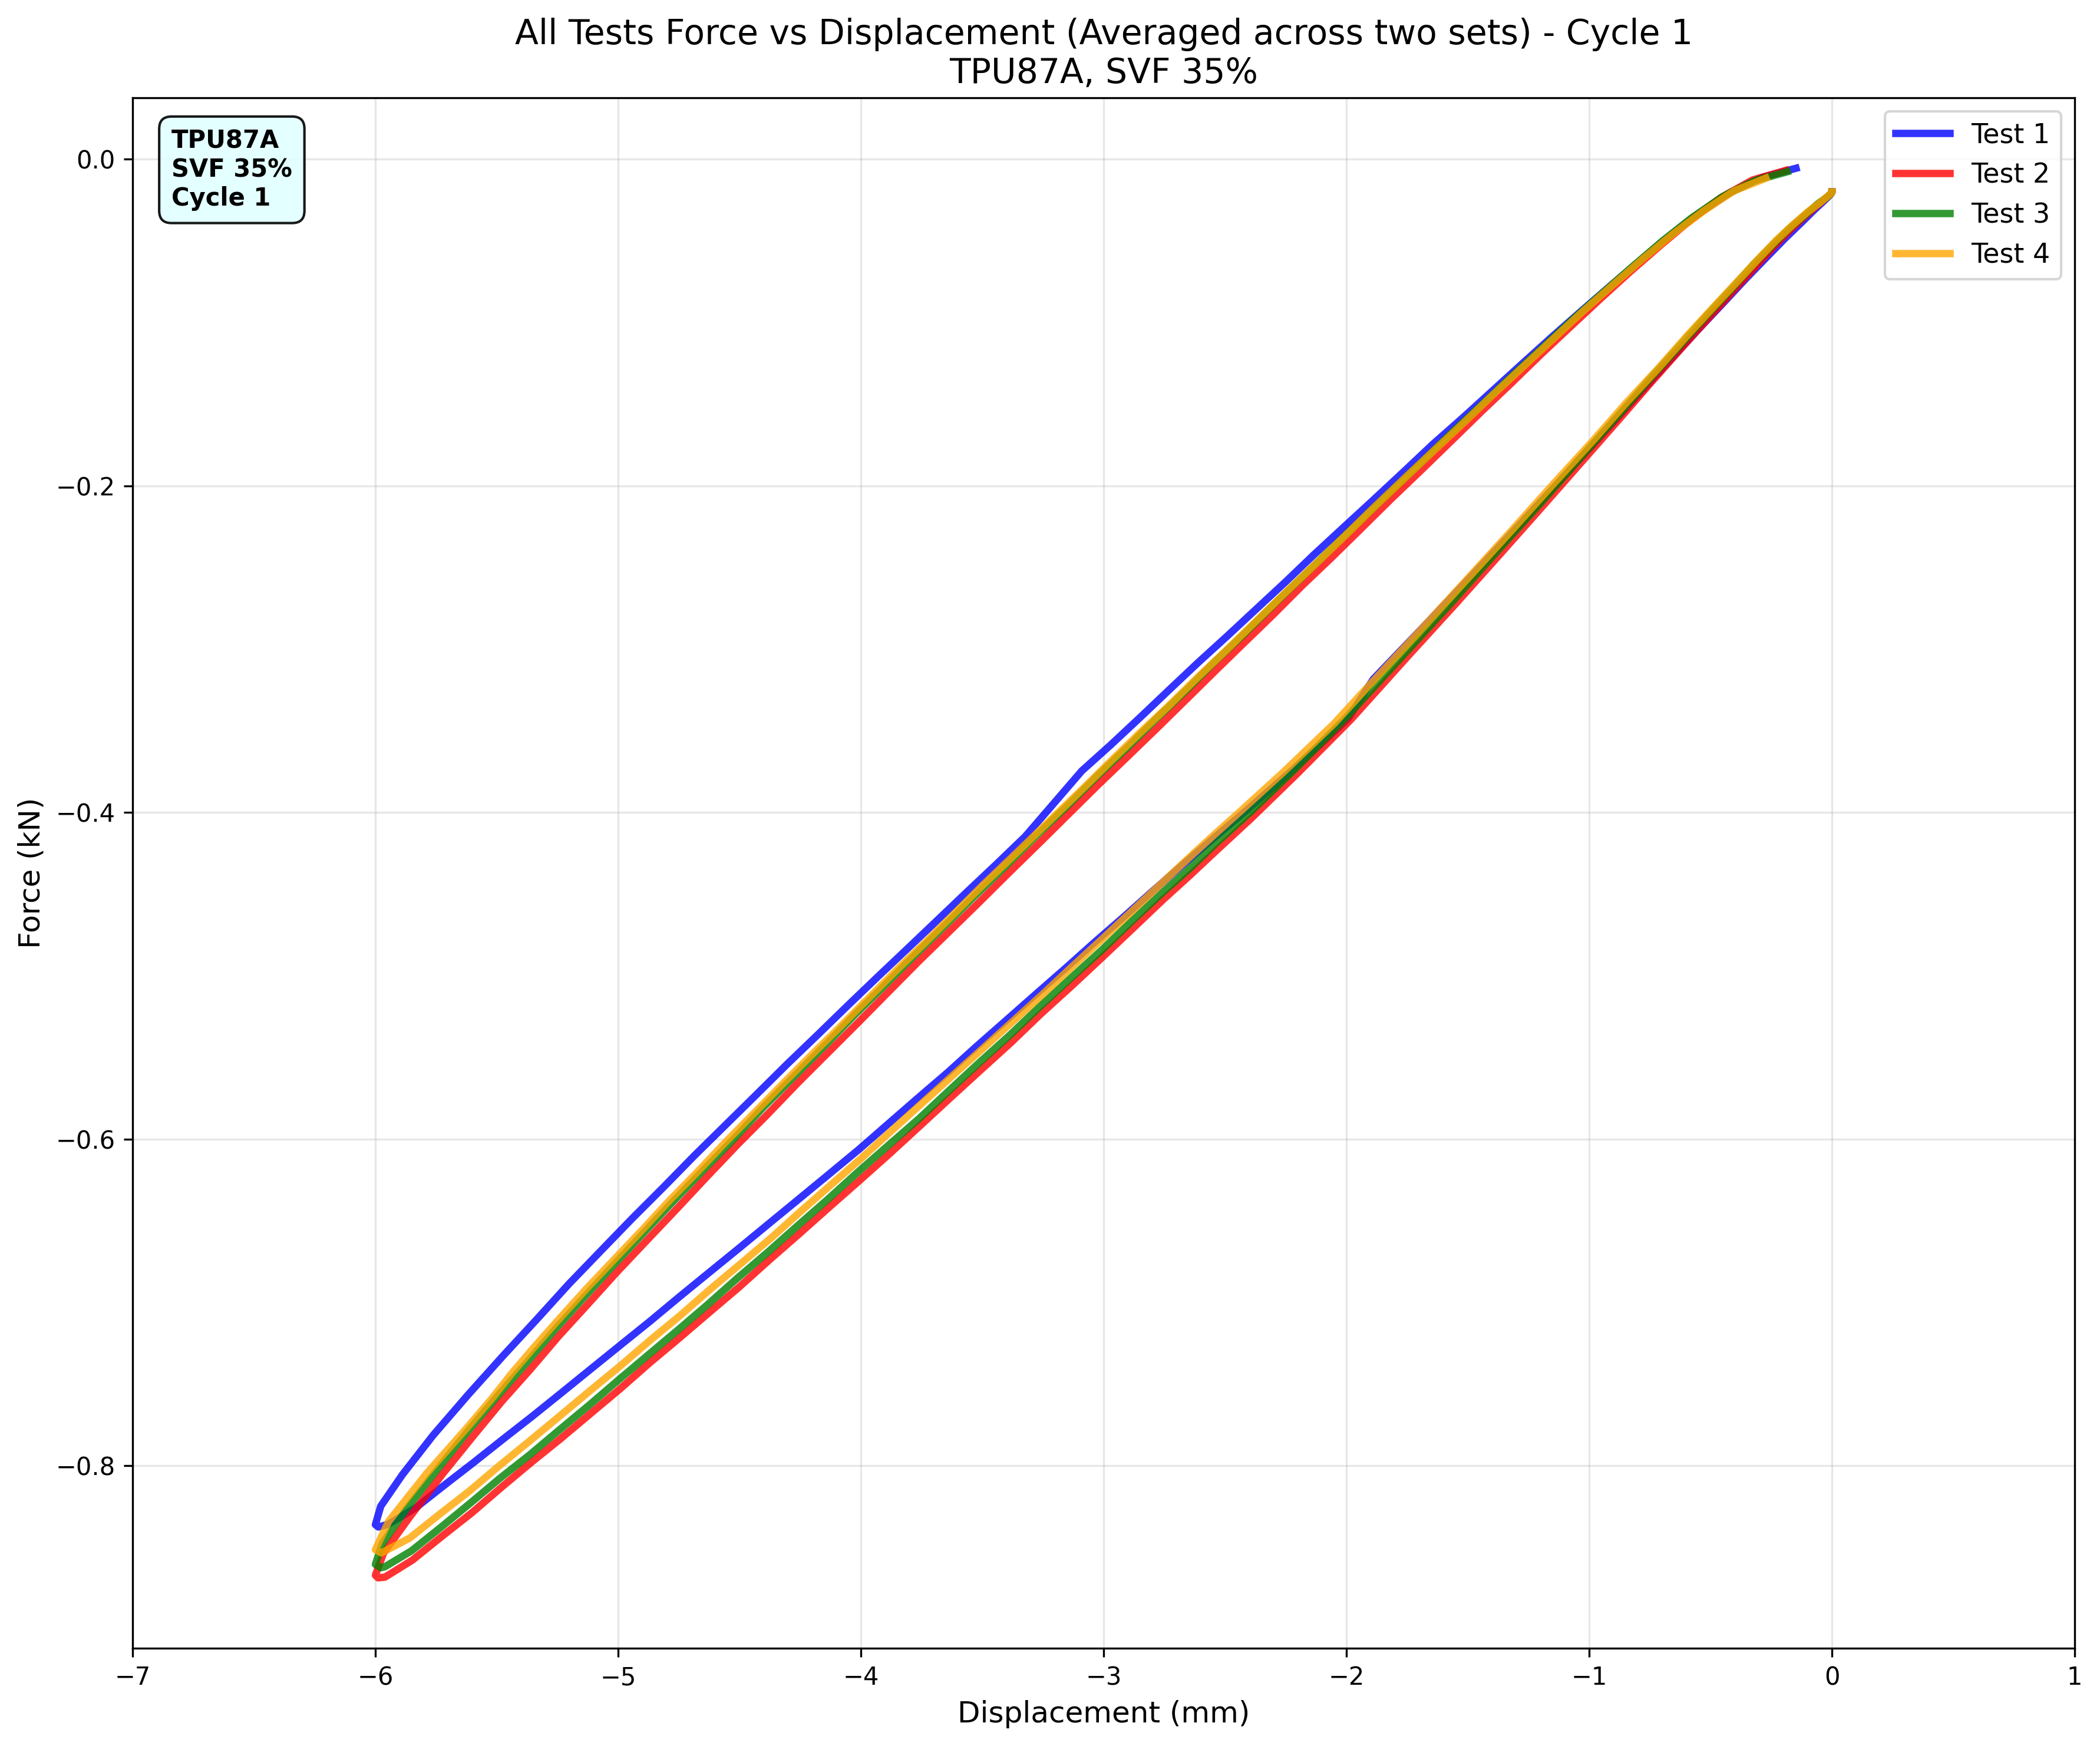 All Tests Force vs Displacement (Averaged across two sets) - Cycle 1
TPU87A, SVF 35%
TPU87A
SVF 35%
Cycle 1
Test 1
Test 2
Test 3
Test 4
0.0
−0.2
−0.4
−0.6
−0.8
Force (kN)
−7
−6
−5
−4
−3
−2
−1
0
1
Displacement (mm)